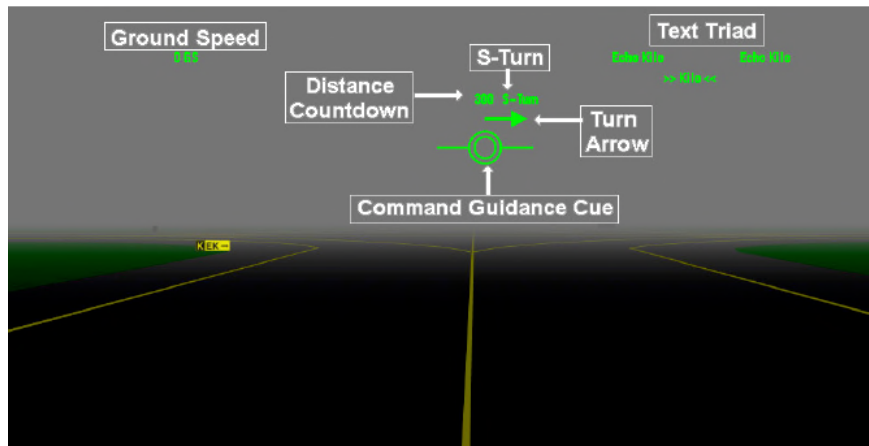 Ground Speed
0 GS
Text Triad
Echo Kilo Echo Kilo
>> Kilo <<
S-Turn
Distance
Countdown
300 S-Turn
Turn
Arrow
Command Guidance Cue
K EK